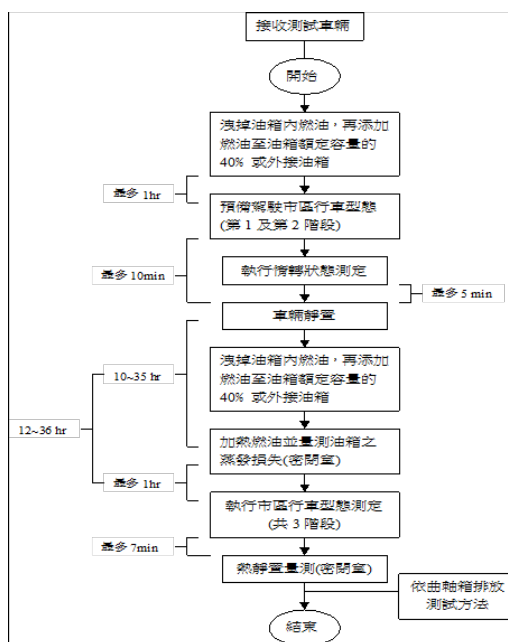 接收測試車輛
開始
洩掉油箱內燃油，再添加
燃油至油箱額定容量的
40% 或外接油箱
最多 1hr
預備駕駛市區行車型態
(第 1 及第 2 階段)
最多10min
執行惰轉狀態測定
最多 5 min
車輛靜置
10~35 hr
洩掉油箱內燃油，再添加
燃油至油箱額定容量的
40% 或外接油箱
12~36 hr
加熱燃油並量測油箱之
蒸發損失(密閉室)
最多 1hr
執行市區行車型態測定
(共 3 階段)
最多 7min
熱靜置量測(密閉室)
依曲軸箱排放
測試方法
結束